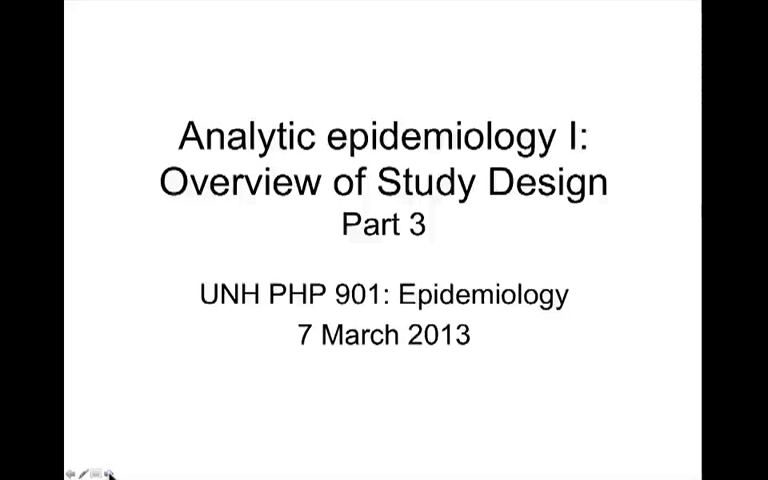 Analytic epidemiology I:
Overview of Study Design
Part 3
UNH PHP 901: Epidemiology
7 March 2013